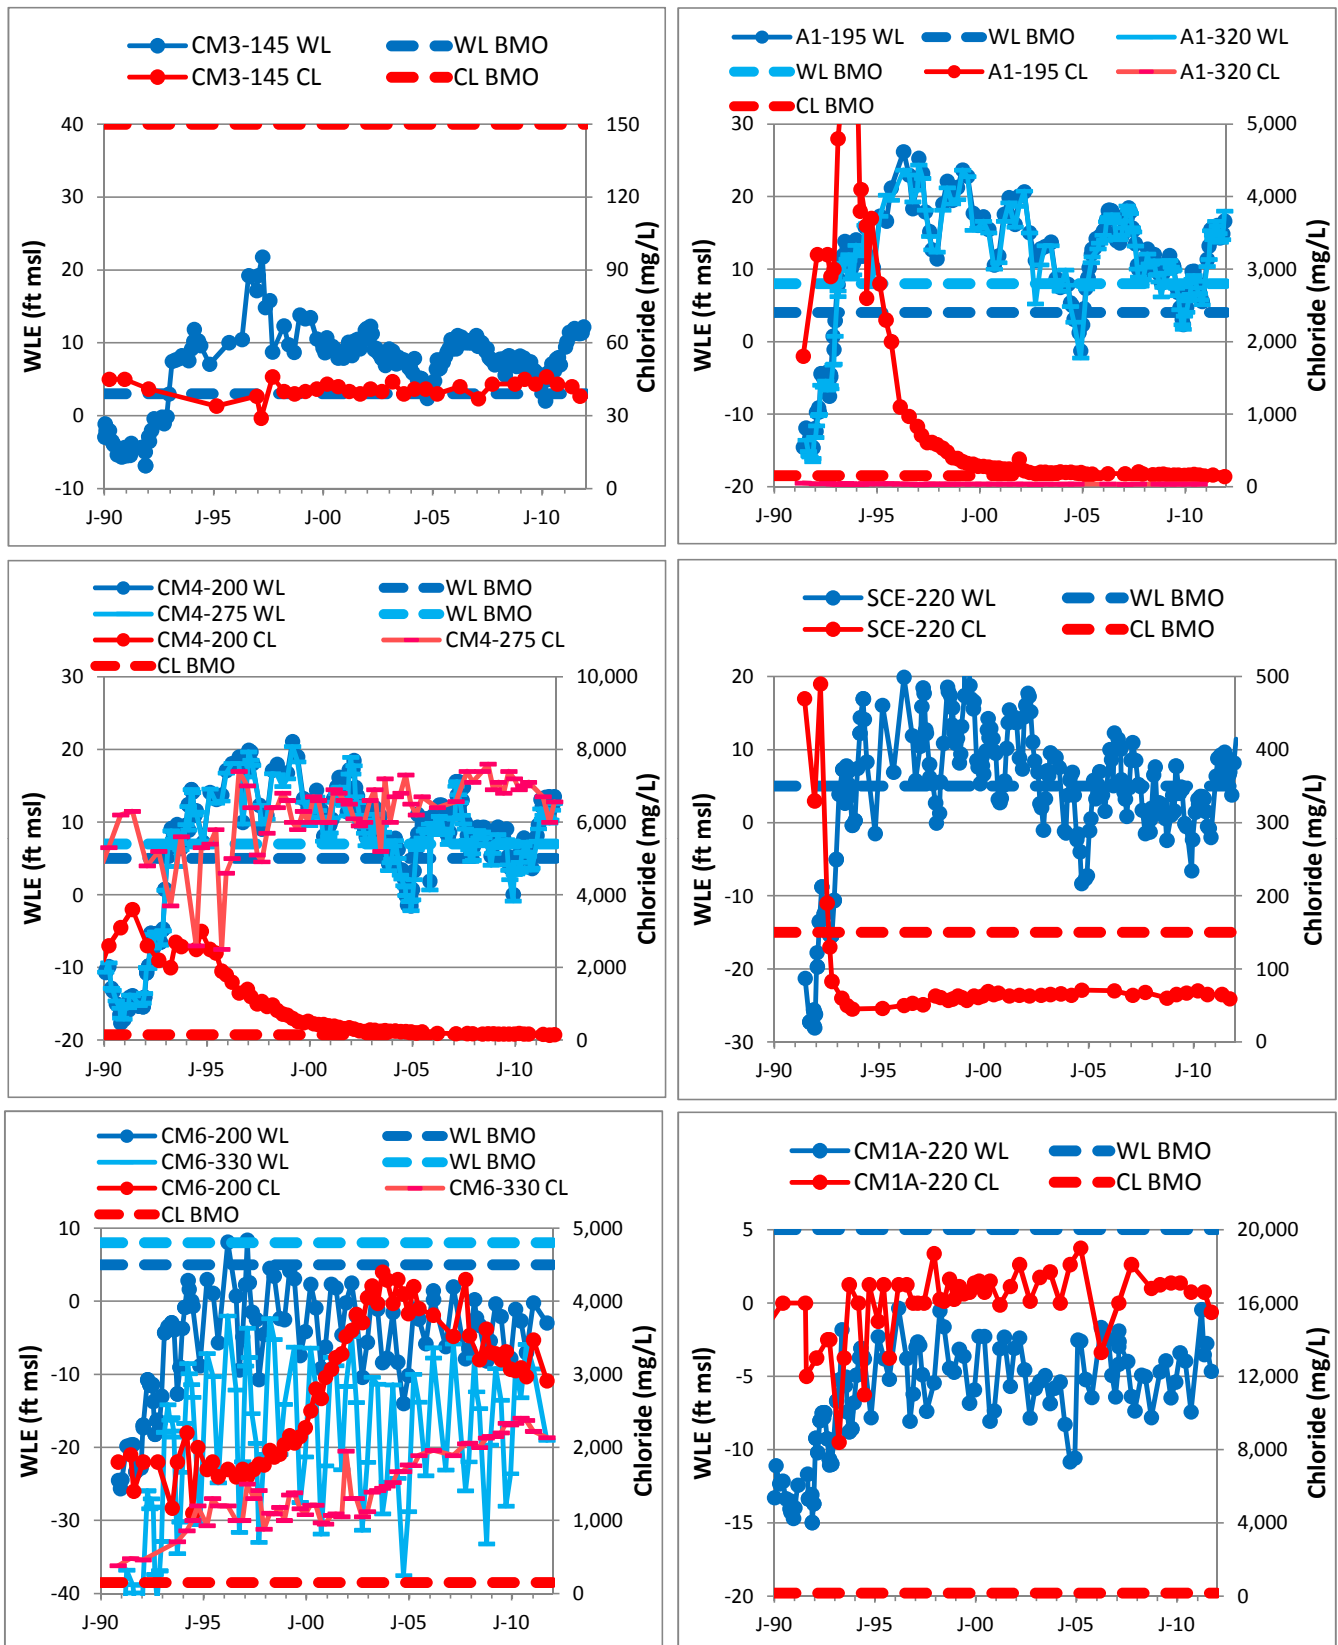 CM3-145 WL WL BMO
CM3-145 CL CL BMO
40 150
30 120
20 90
10 60
0 30
-10 0
WLE (ft msl)
Chloride (mg/L)
J-90 J-95 J-00 J-05 J-10
A1-195 WL WL BMO A1-320 WL
WL BMO A1-195 CL A1-320 CL
CL BMO
30 5,000
20 4,000
10 3,000
0 2,000
-10 1,000
-20 0
WLE (ft msl)
Chloride (mg/L)
J-90 J-95 J-00 J-05 J-10
CM4-200 WL WL BMO
CM4-275 WL WL BMO
CM4-200 CL CM4-275 CL
CL BMO
30 10,000
20 8,000
10 6,000
0 4,000
-10 2,000
-20 0
WLE (ft msl)
Chloride (mg/L)
J-90 J-95 J-00 J-05 J-10
SCE-220 WL WL BMO
SCE-220 CL CL BMO
20 500
10 400
0 300
-10 200
-20 100
-30 0
WLE (ft msl)
Chloride (mg/L)
J-90 J-95 J-00 J-05 J-10
CM6-200 WL WL BMO
CM6-330 WL WL BMO
CM6-200 CL CM6-330 CL
CL BMO
10 5,000
0 4,000
-10 3,000
-20 2,000
-30 1,000
-40 0
WLE (ft msl)
Chloride (mg/L)
J-90 J-95 J-00 J-05 J-10
CM1A-220 WL WL BMO
CM1A-220 CL CL BMO
5 20,000
0 16,000
-5 12,000
-10 8,000
-15 4,000
-20 0
WLE (ft msl)
Chloride (mg/L)
J-90 J-95 J-00 J-05 J-10